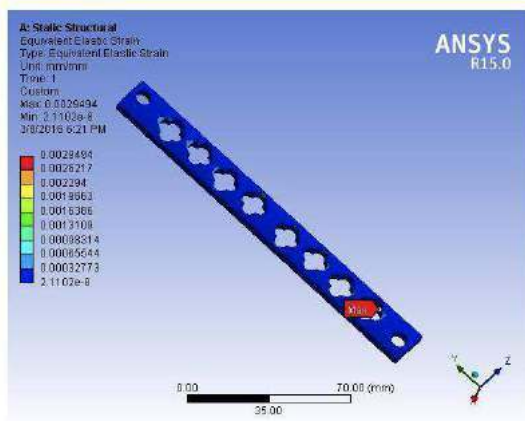 A: Static Structural
Equivalent Elastic Strain
Type: Equivalent Elastic Strain
Unit: mm/mm
Time: 1
Custom
Max: 0.0029494
Min: 2.1102e-8
3/8/2016 6:21 PM
ANSYS
R15.0
0.0029494
0.0026217
0.002294
0.0019663
0.0016386
0.0013109
0.00098314
0.00065544
0.00032773
2.1102e-8
Max
0.00
70.00 (mm)
35.00
Y
Z
X